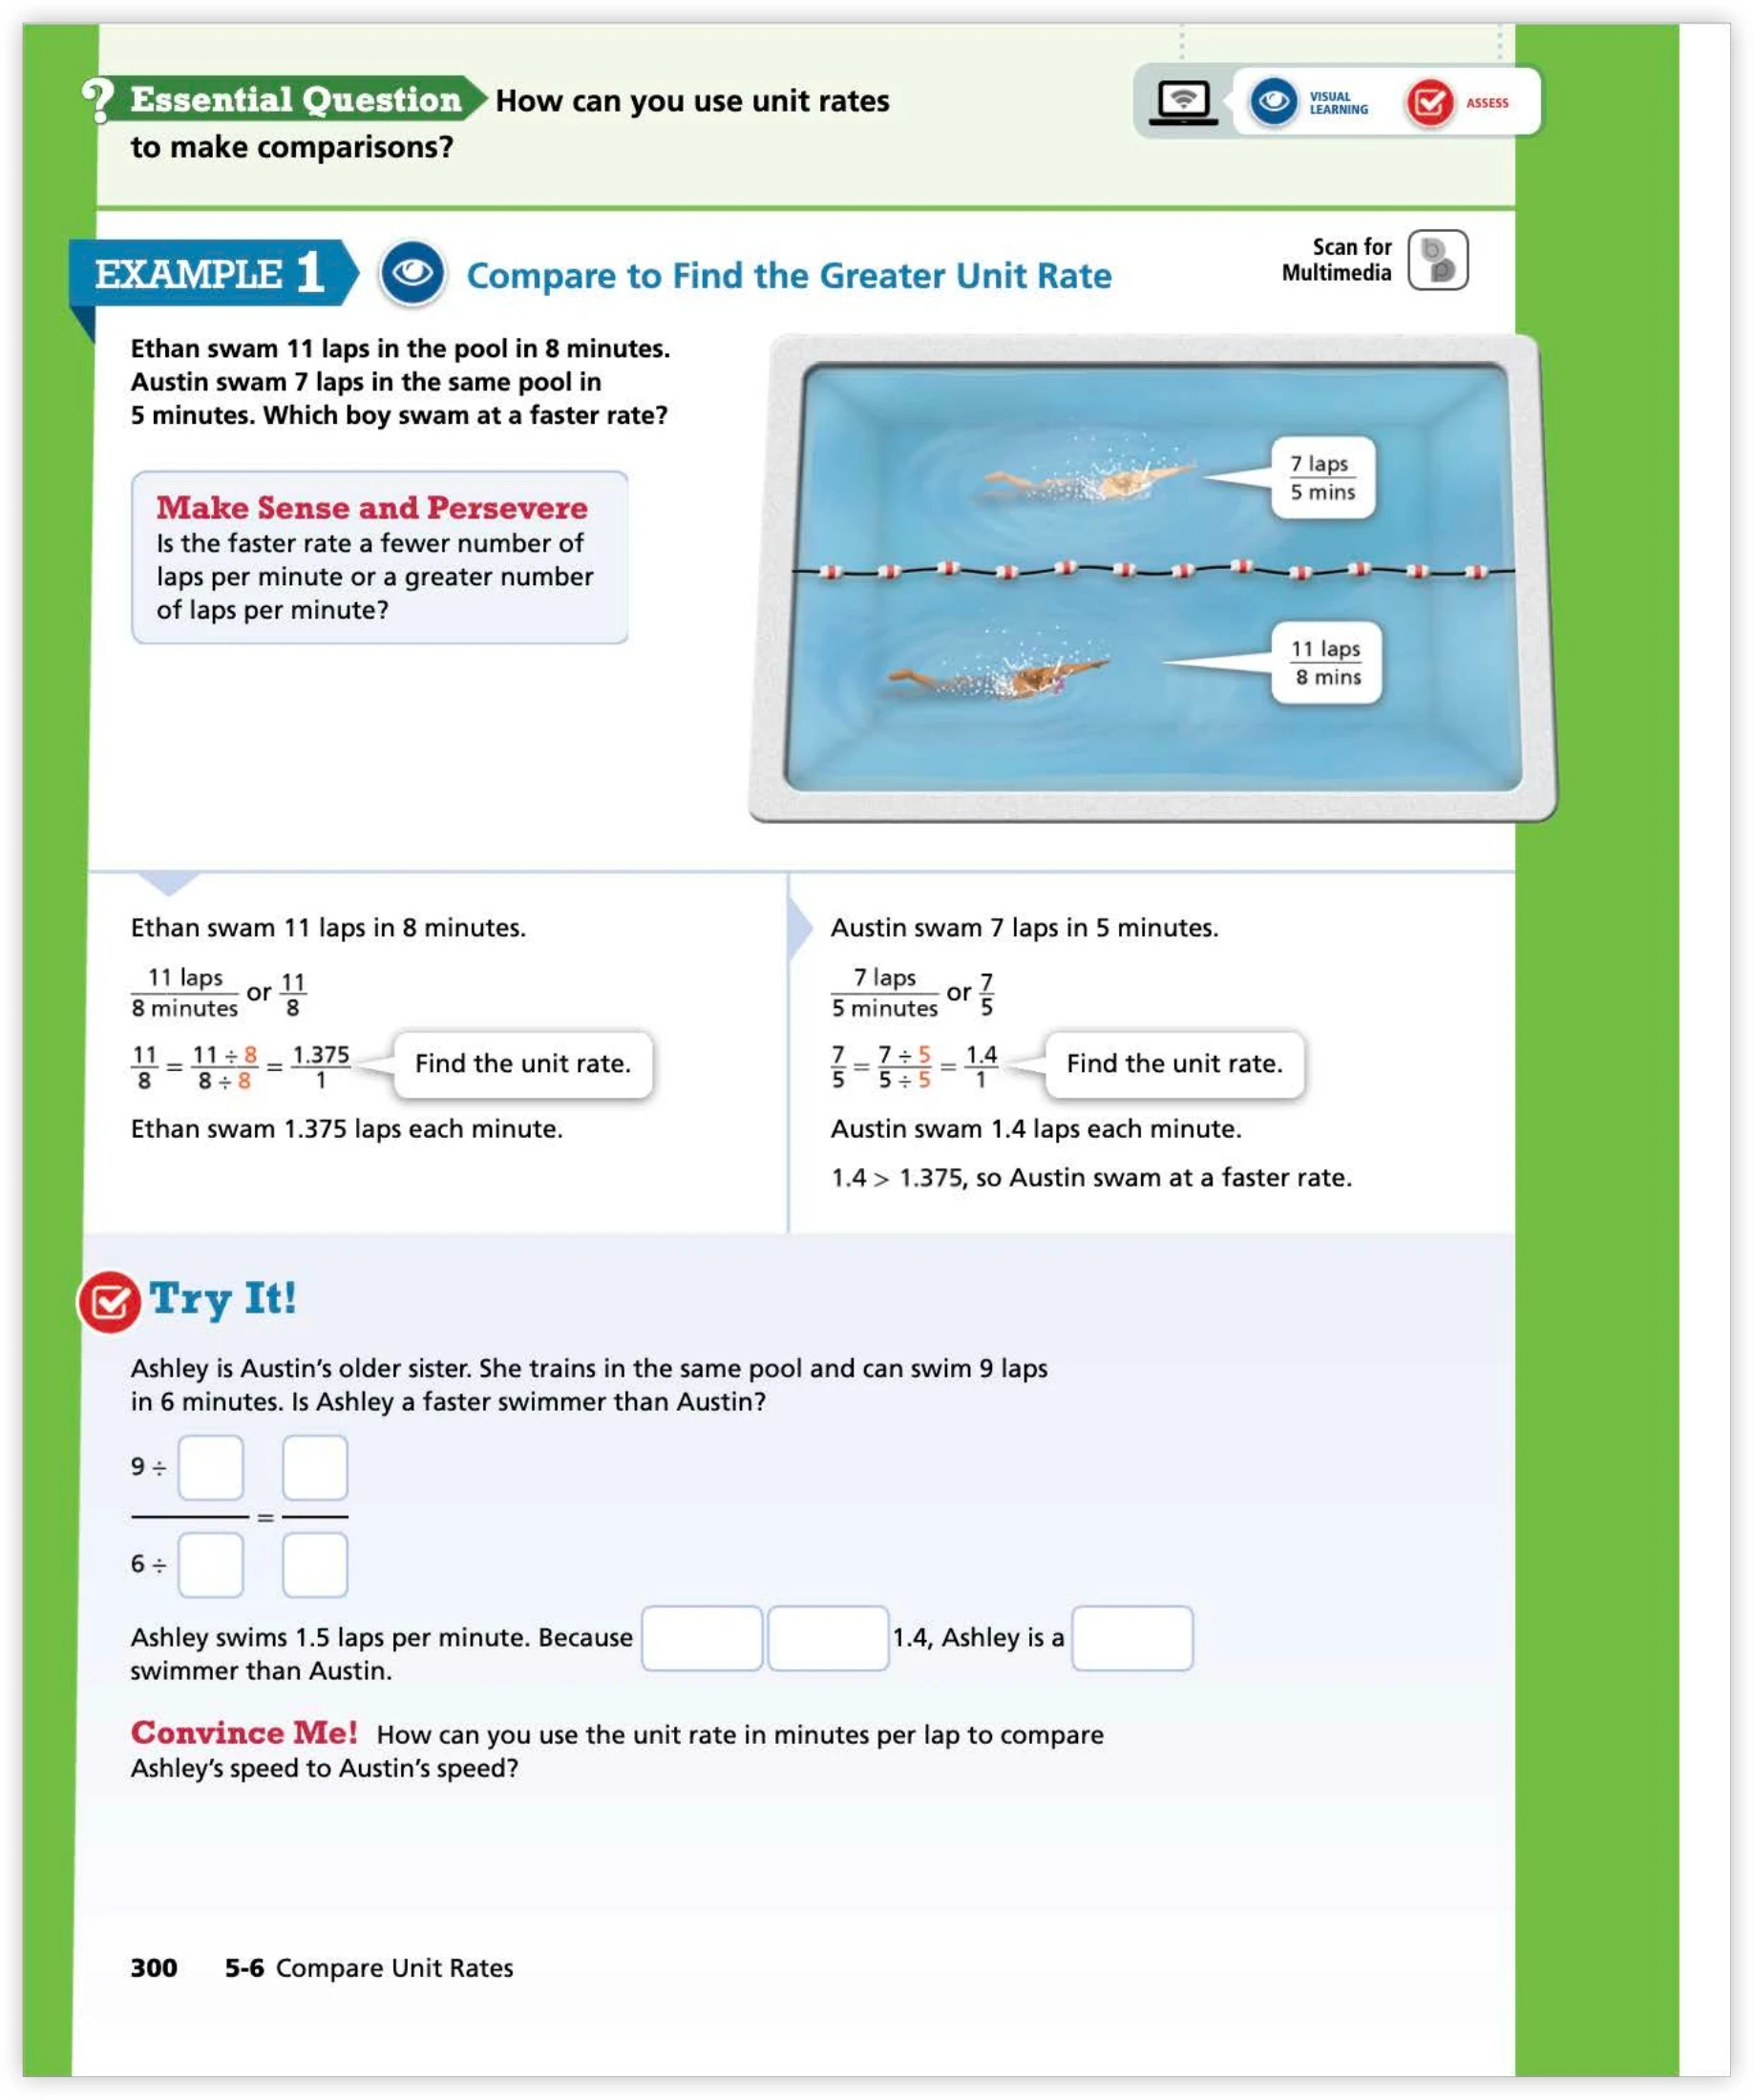 ? Essential Question How can you use unit rates
to make comparisons?
VISUAL
LEARNING
ASSESS
EXAMPLE 1 Compare to Find the Greater Unit Rate
Scan for
Multimedia
Ethan swam 11 laps in the pool in 8 minutes.
Austin swam 7 laps in the same pool in
5 minutes. Which boy swam at a faster rate?
Make Sense and Persevere
Is the faster rate a fewer number of
laps per minute or a greater number
of laps per minute?
7 laps
5 mins
11 laps
8 mins
Ethan swam 11 laps in 8 minutes.
11 laps / 8 minutes or 11/8
11/8 = 11 ÷ 8 / 8 ÷ 8 = 1.375/1 Find the unit rate.
Ethan swam 1.375 laps each minute.
Austin swam 7 laps in 5 minutes.
7 laps / 5 minutes or 7/5
7/5 = 7 ÷ 5 / 5 ÷ 5 = 1.4/1 Find the unit rate.
Austin swam 1.4 laps each minute.
1.4 > 1.375, so Austin swam at a faster rate.
Try It!
Ashley is Austin's older sister. She trains in the same pool and can swim 9 laps
in 6 minutes. Is Ashley a faster swimmer than Austin?
9 ÷
=
6 ÷
Ashley swims 1.5 laps per minute. Because 1.4, Ashley is a
swimmer than Austin.
Convince Me! How can you use the unit rate in minutes per lap to compare
Ashley's speed to Austin's speed?
300 5-6 Compare Unit Rates